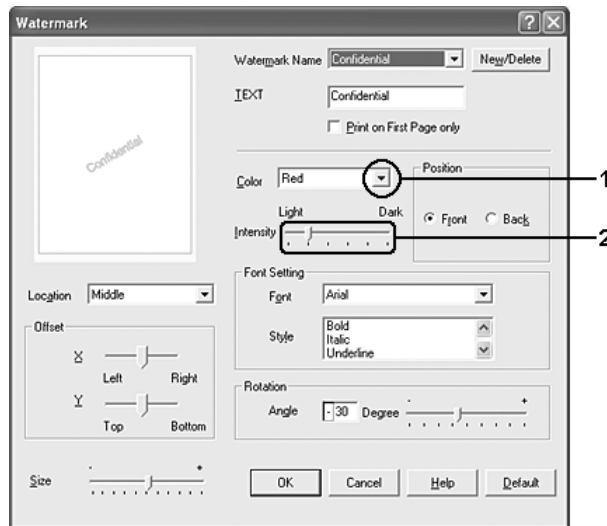 Watermark
Confidential
Watermark Name Confidential New/Delete
TEXT Confidential
Print on First Page only
Color Red
1
Position
Front Back
Light Dark
Intensity
2
Location Middle
Offset
X
Left Right
Y
Top Bottom
Font Setting
Font Arial
Style Bold
Italic
Underline
Rotation
Angle -30 Degree - +
Size - +
OK Cancel Help Default